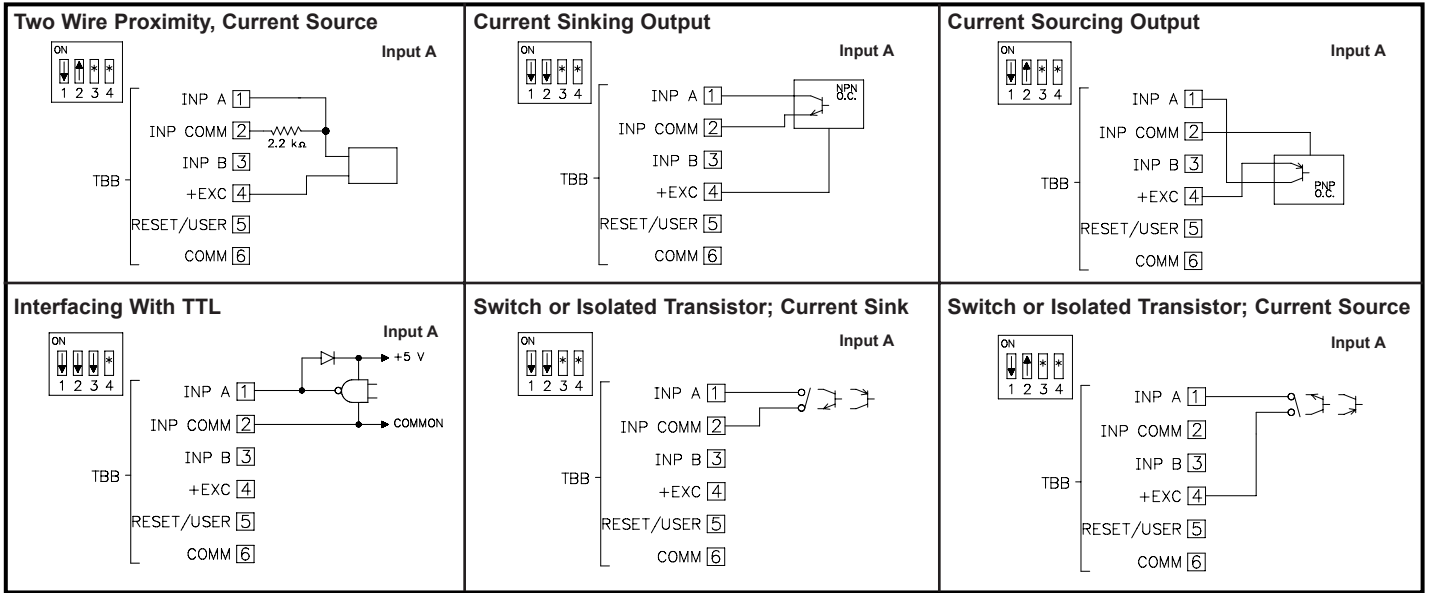 Two Wire Proximity, Current Source
Input A
ON
* *
1 2 3 4
INP A 1
INP COMM 2
2.2 kΩ
INP B 3
TBB
+EXC 4
RESET/USER 5
COMM 6
Current Sinking Output
Input A
ON
* *
1 2 3 4
NPN
O.C.
INP A 1
INP COMM 2
INP B 3
TBB
+EXC 4
RESET/USER 5
COMM 6
Current Sourcing Output
Input A
ON
* *
1 2 3 4
INP A 1
INP COMM 2
INP B 3
TBB
+EXC 4
PNP
O.C.
RESET/USER 5
COMM 6
Interfacing With TTL
Input A
ON
*
1 2 3 4
+5 V
INP A 1
INP COMM 2
COMMON
INP B 3
TBB
+EXC 4
RESET/USER 5
COMM 6
Switch or Isolated Transistor; Current Sink
Input A
ON
* *
1 2 3 4
INP A 1
INP COMM 2
INP B 3
TBB
+EXC 4
RESET/USER 5
COMM 6
Switch or Isolated Transistor; Current Source
Input A
ON
* *
1 2 3 4
INP A 1
INP COMM 2
INP B 3
TBB
+EXC 4
RESET/USER 5
COMM 6